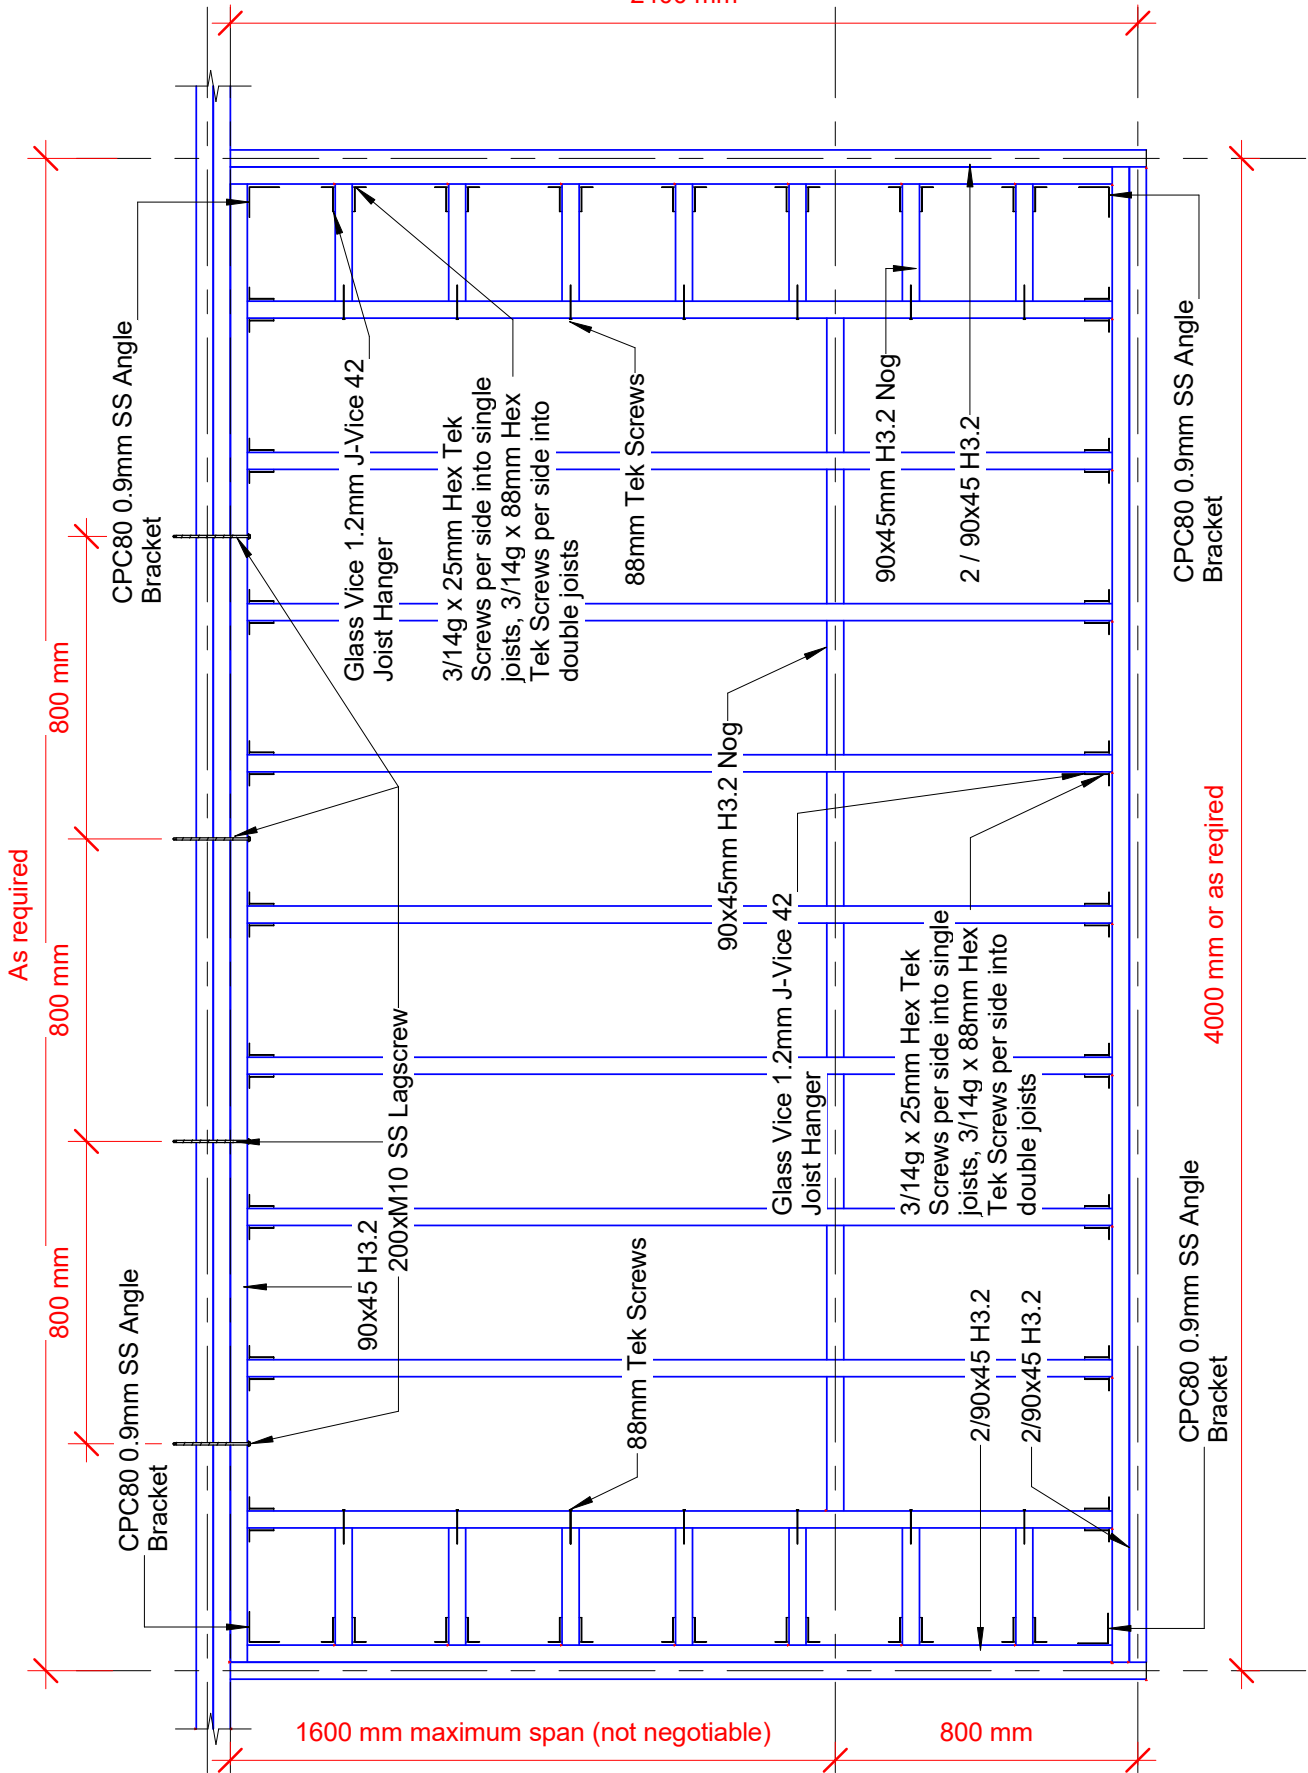 2400 mm
CPC80 0.9mm SS Angle
Bracket
Glass Vice 1.2mm J-Vice 42
Joist Hanger
3/14g x 25mm Hex Tek
Screws per side into single
joists, 3/14g x 88mm Hex
Tek Screws per side into
double joists
88mm Tek Screws
90x45mm H3.2 Nog
2 / 90x45 H3.2
CPC80 0.9mm SS Angle
Bracket
As required
800 mm
800 mm
800 mm
90x45mm H3.2 Nog
4000 mm or as reqired
Glass Vice 1.2mm J-Vice 42
Joist Hanger
3/14g x 25mm Hex Tek
Screws per side into single
joists, 3/14g x 88mm Hex
Tek Screws per side into
double joists
200xM10 SS Lagscrew
90x45 H3.2
CPC80 0.9mm SS Angle
Bracket
88mm Tek Screws
2/90x45 H3.2
2/90x45 H3.2
CPC80 0.9mm SS Angle
Bracket
1600 mm maximum span (not negotiable)
800 mm